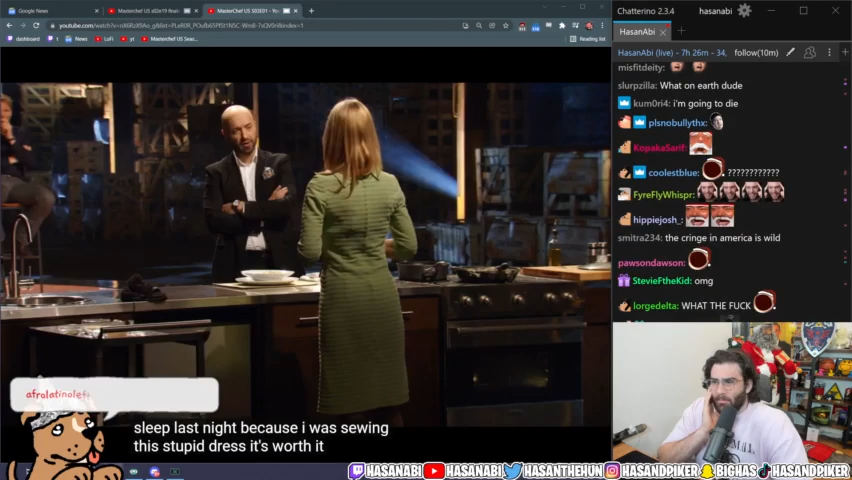 Google News
Masterchef US s02e19 final
MasterChef US S03E01 - Yo
youtube.com/watch?v=
dashboard
News
LoFi
yt
Masterchef US Seas...
Reading list
Chatterino 2.3.4
hasanabi
HasanAbi
HasanAbi (live) - 7h 26m - 34,
follow(10m)
misfitdeity:
slurpzilla: What on earth dude
kum0ri4: i'm going to die
plsnobullythx:
KopakaSarif:
coolestblue: ????????????
FyreFlyWhispr:
hippiejosh_:
smitra234: the cringe in america is wild
pawsondawson:
StevieFtheKid: omg
lorgedelta: WHAT THE FUCK
sleep last night because i was sewing
this stupid dress it's worth it
HASANABI HASANABI HASANTHEHUN HASANDPIKER BIGHAS HASANDPIKER